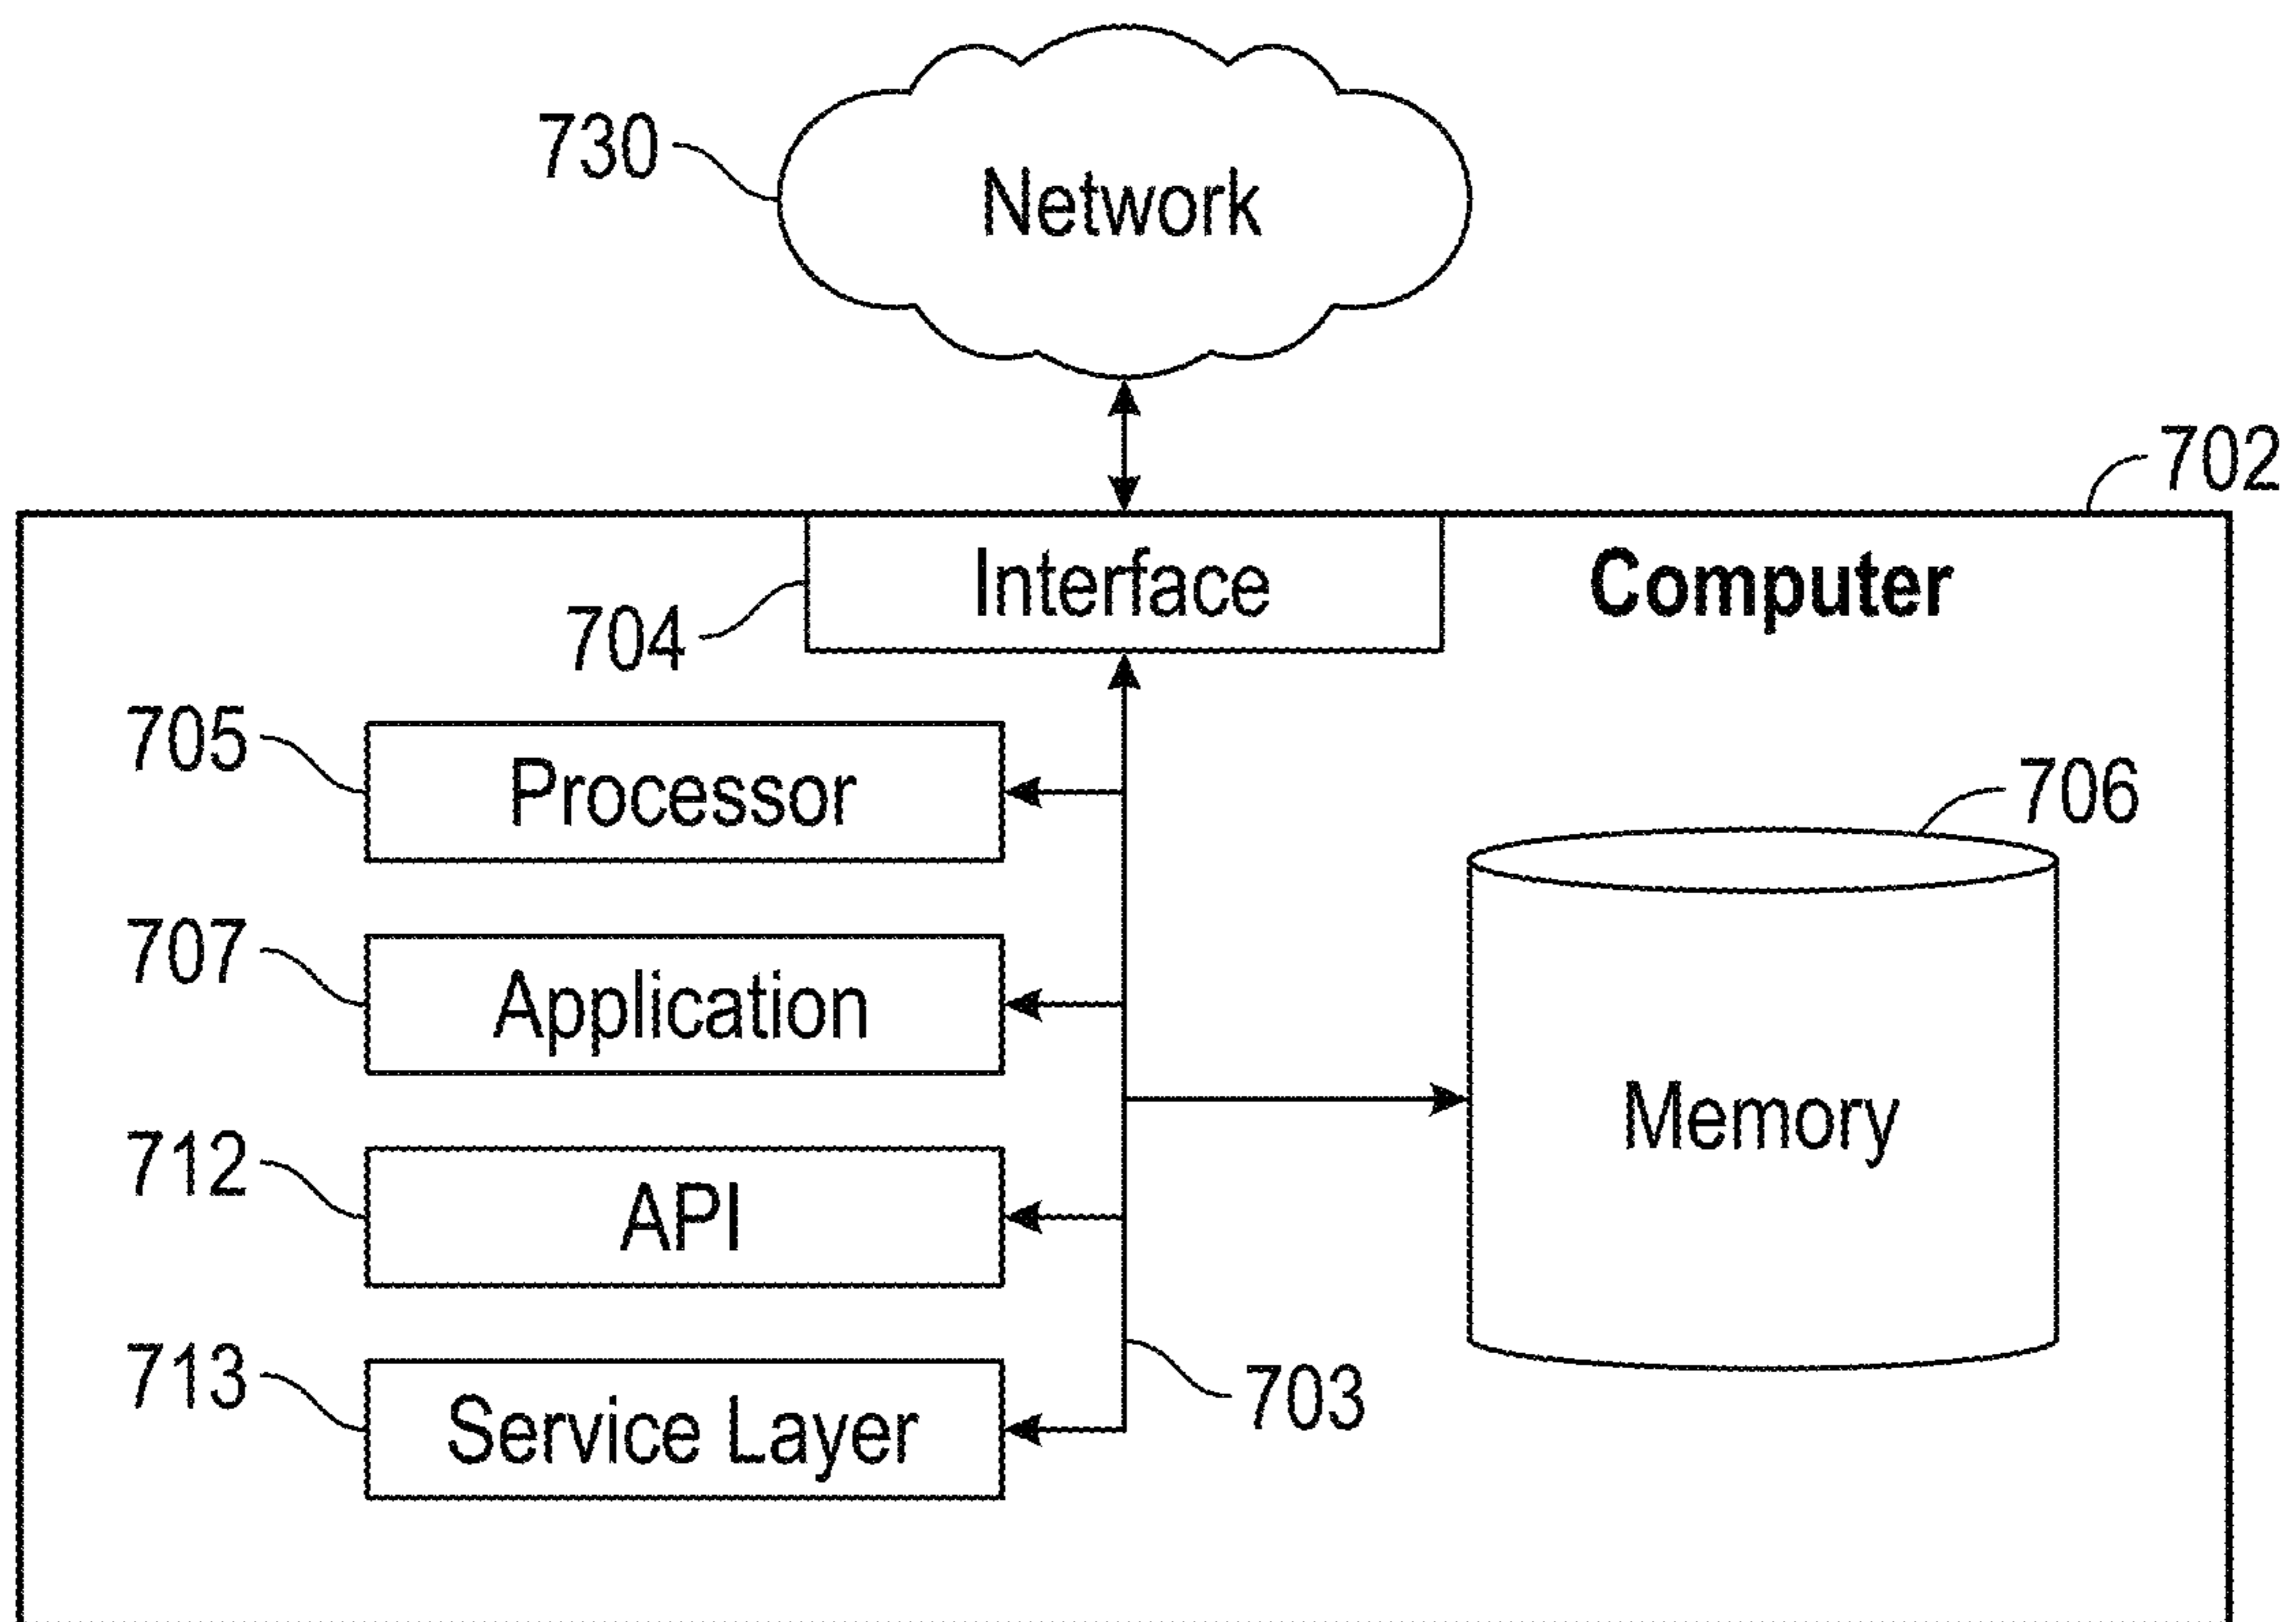 730
Network
702
Interface
Computer
704
705
Processor
706
707
Application
Memory
712
API
713
Service Layer
703